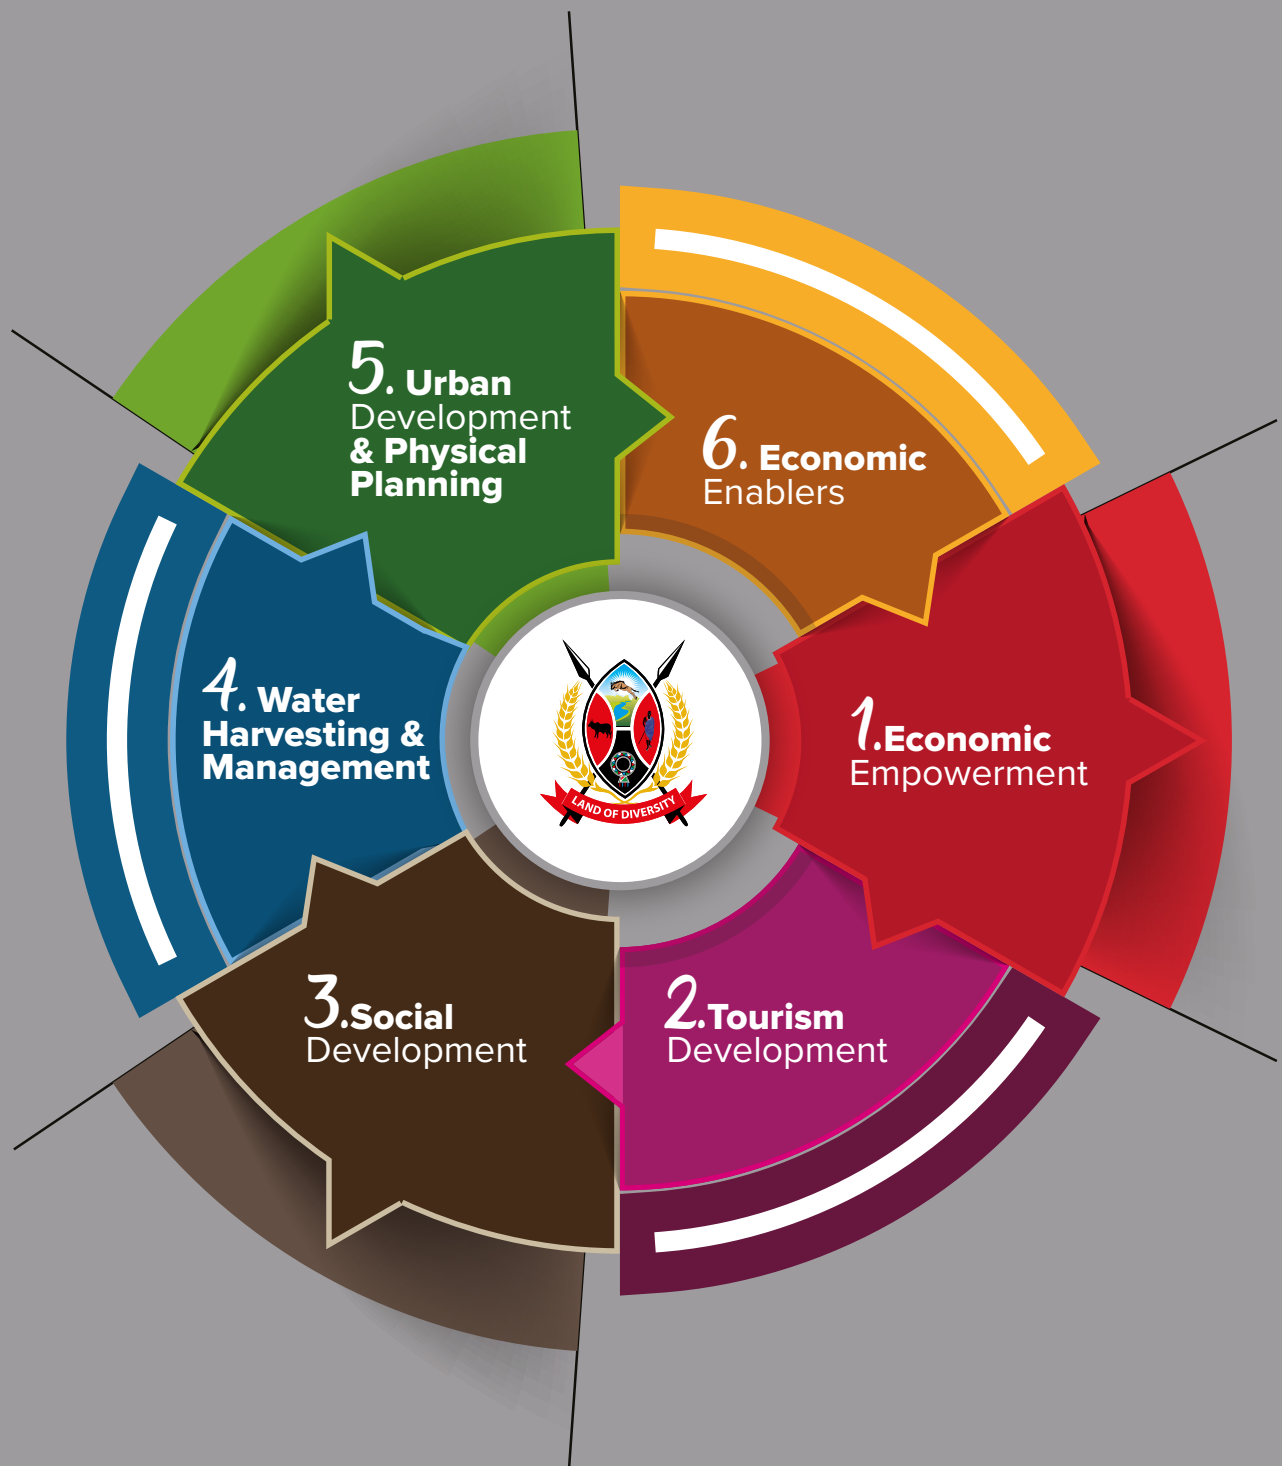 5. Urban
Development
& Physical
Planning
6. Economic
Enablers
4. Water
Harvesting &
Management
1.Economic
Empowerment
LAND OF DIVERSITY
3.Social
Development
2.Tourism
Development